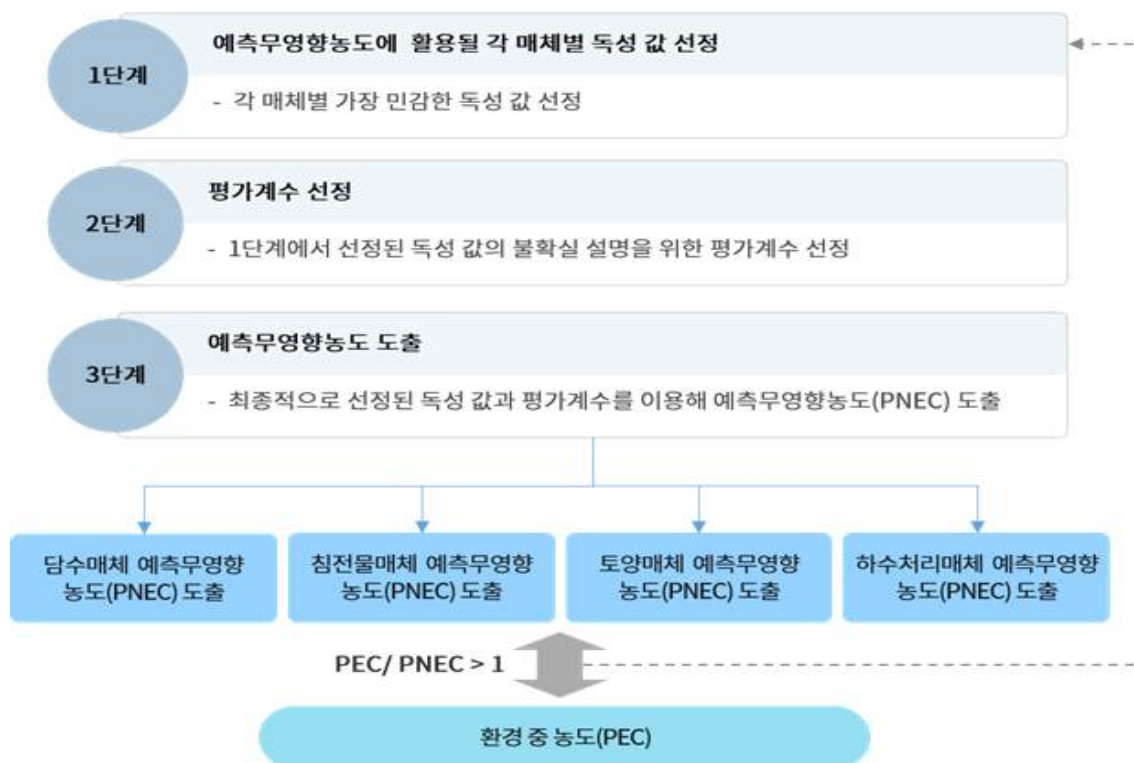 1단계
예측무영향농도에 활용될 각 매체별 독성 값 선정
- 각 매체별 가장 민감한 독성 값 선정
2단계
평가계수 선정
- 1단계에서 선정된 독성 값의 불확실 설명을 위한 평가계수 선정
3단계
예측무영향농도 도출
- 최종적으로 선정된 독성 값과 평가계수를 이용해 예측무영향농도(PNEC) 도출
담수매체 예측무영향
농도(PNEC) 도출
침전물매체 예측무영향
농도(PNEC) 도출
토양매체 예측무영향
농도(PNEC) 도출
하수처리매체 예측무영향
농도(PNEC) 도출
PEC/ PNEC > 1
환경 중 농도(PEC)